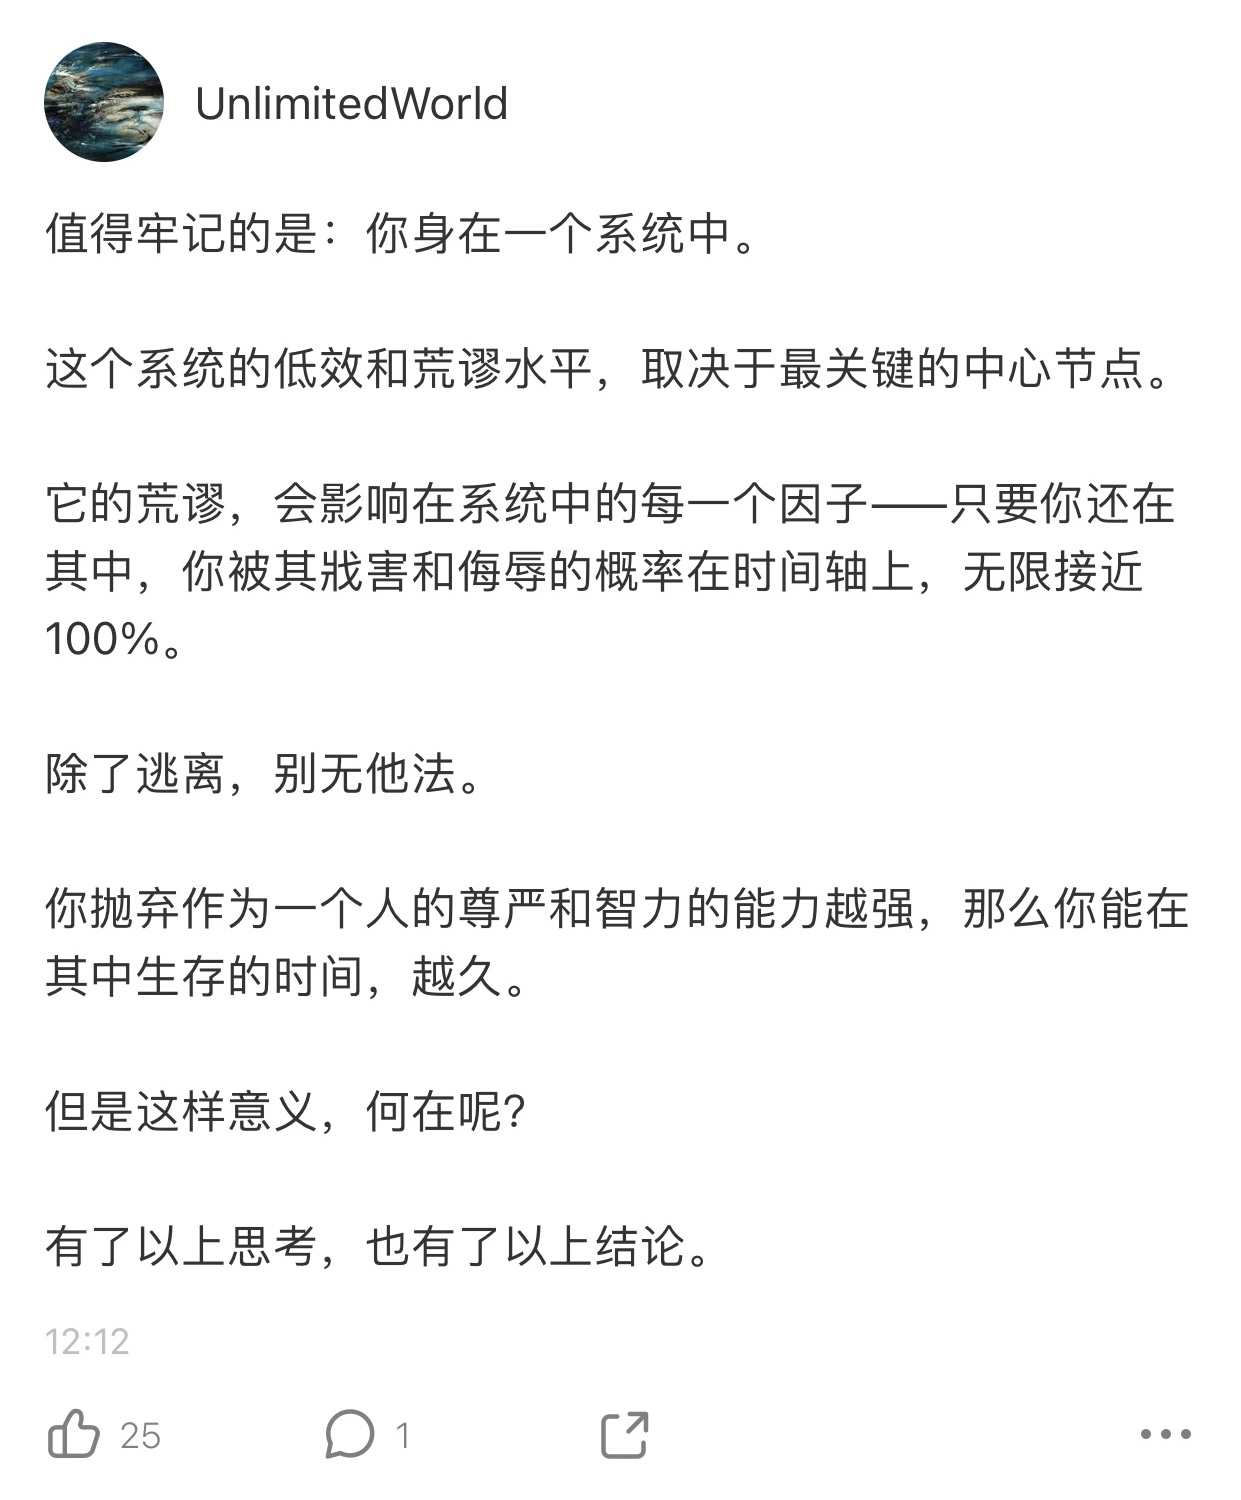 UnlimitedWorld
值得牢记的是：你身在一个系统中。
这个系统的低效和荒谬水平，取决于最关键的中心节点。
它的荒谬，会影响在系统中的每一个因子——只要你还在
其中，你被其戕害和侮辱的概率在时间轴上，无限接近
100%。
除了逃离，别无他法。
你抛弃作为一个人的尊严和智力的能力越强，那么你能在
其中生存的时间，越久。
但是这样意义，何在呢?
有了以上思考，也有了以上结论。
12:12
25 1